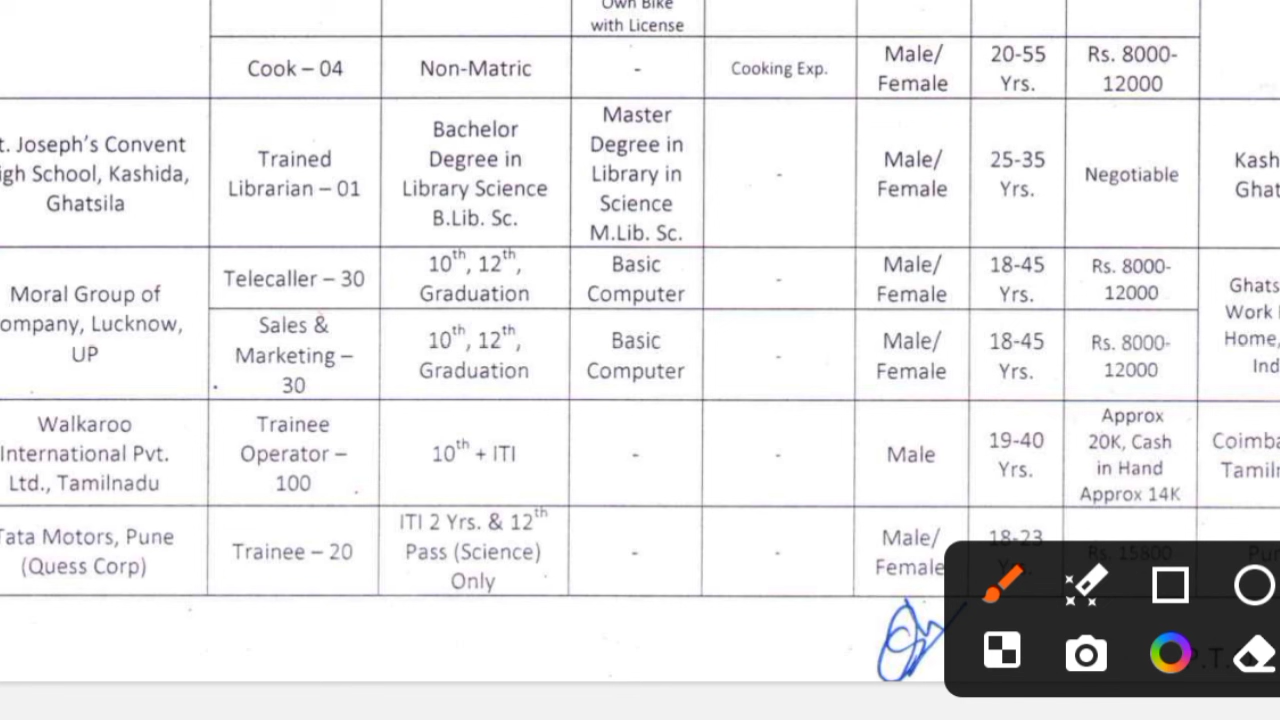 Own Bike
with License
Cook – 04
Non-Matric
-
Cooking Exp.
Male/
Female
20-55
Yrs.
Rs. 8000-
12000
t. Joseph's Convent
igh School, Kashida,
Ghatsila
Trained
Librarian – 01
Bachelor
Degree in
Library Science
B.Lib. Sc.
Master
Degree in
Library in
Science
M.Lib. Sc.
-
Male/
Female
25-35
Yrs.
Negotiable
Kash
Ghat
Moral Group of
ompany, Lucknow,
UP
Telecaller – 30
10th, 12th,
Graduation
Basic
Computer
-
Male/
Female
18-45
Yrs.
Rs. 8000-
12000
Ghats
Work
Home,
Ind
Sales &
Marketing –
30
10th, 12th,
Graduation
Basic
Computer
-
Male/
Female
18-45
Yrs.
Rs. 8000-
12000
Walkaroo
International Pvt.
Ltd., Tamilnadu
Trainee
Operator –
100
10th + ITI
-
-
Male
19-40
Yrs.
Approx
20K, Cash
in Hand
Approx 14K
Coimba
Tamiln
Tata Motors, Pune
(Quess Corp)
Trainee – 20
ITI 2 Yrs. & 12th
Pass (Science)
Only
-
-
Male/
Female
18-23
Yrs.
Rs. 15800